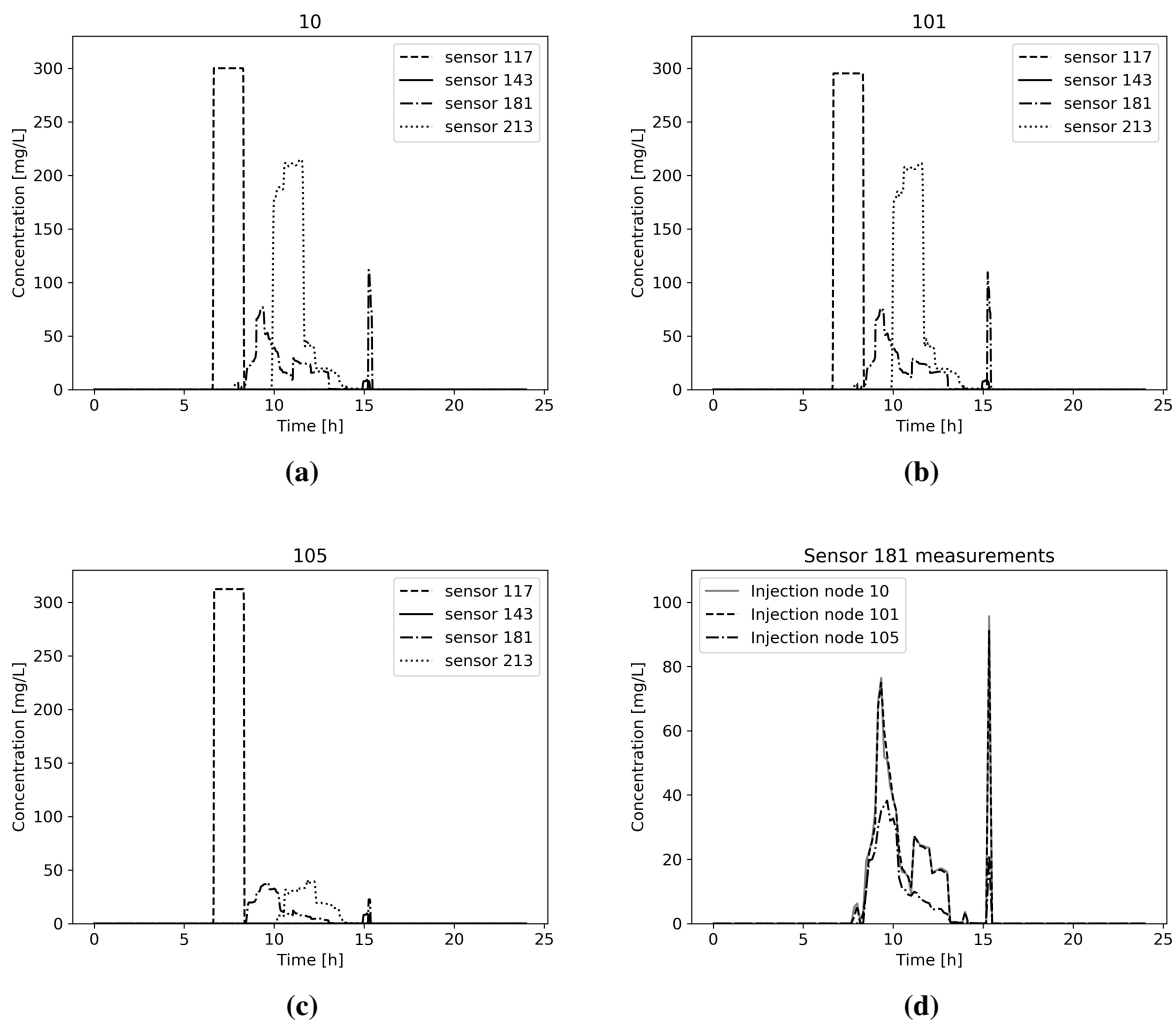 10
300
250
200
150
100
50
0
Concentration [mg/L]
sensor 117
sensor 143
sensor 181
sensor 213
0 5 10 15 20 25
Time [h]
(a)
101
300
250
200
150
100
50
0
Concentration [mg/L]
sensor 117
sensor 143
sensor 181
sensor 213
0 5 10 15 20 25
Time [h]
(b)
105
300
250
200
150
100
50
0
Concentration [mg/L]
sensor 117
sensor 143
sensor 181
sensor 213
0 5 10 15 20 25
Time [h]
(c)
Sensor 181 measurements
100
80
60
40
20
0
Concentration [mg/L]
Injection node 10
Injection node 101
Injection node 105
0 5 10 15 20 25
Time [h]
(d)